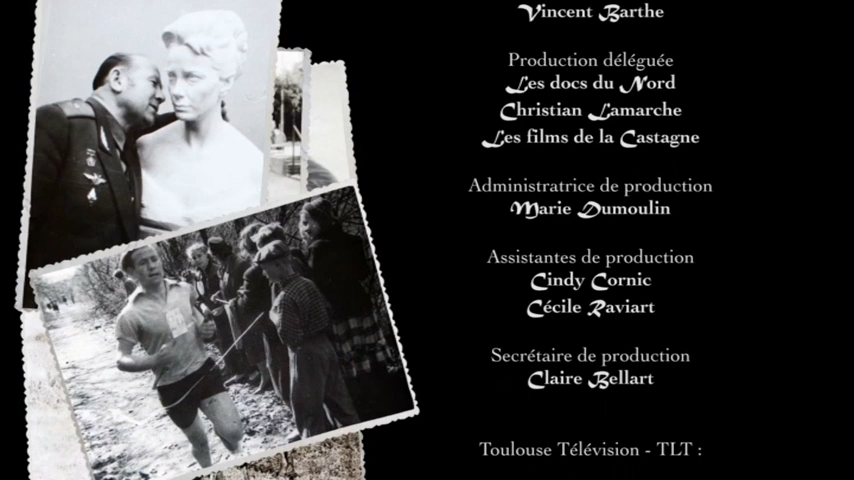 Vincent Barthe
Production déléguée
Les docs du Nord
Christian Lamarche
Les films de la Castagne
Administratrice de production
Marie Dumoulin
Assistantes de production
Cindy Cornic
Cécile Raviart
Secrétaire de production
Claire Bellart
Toulouse Télévision - TLT :